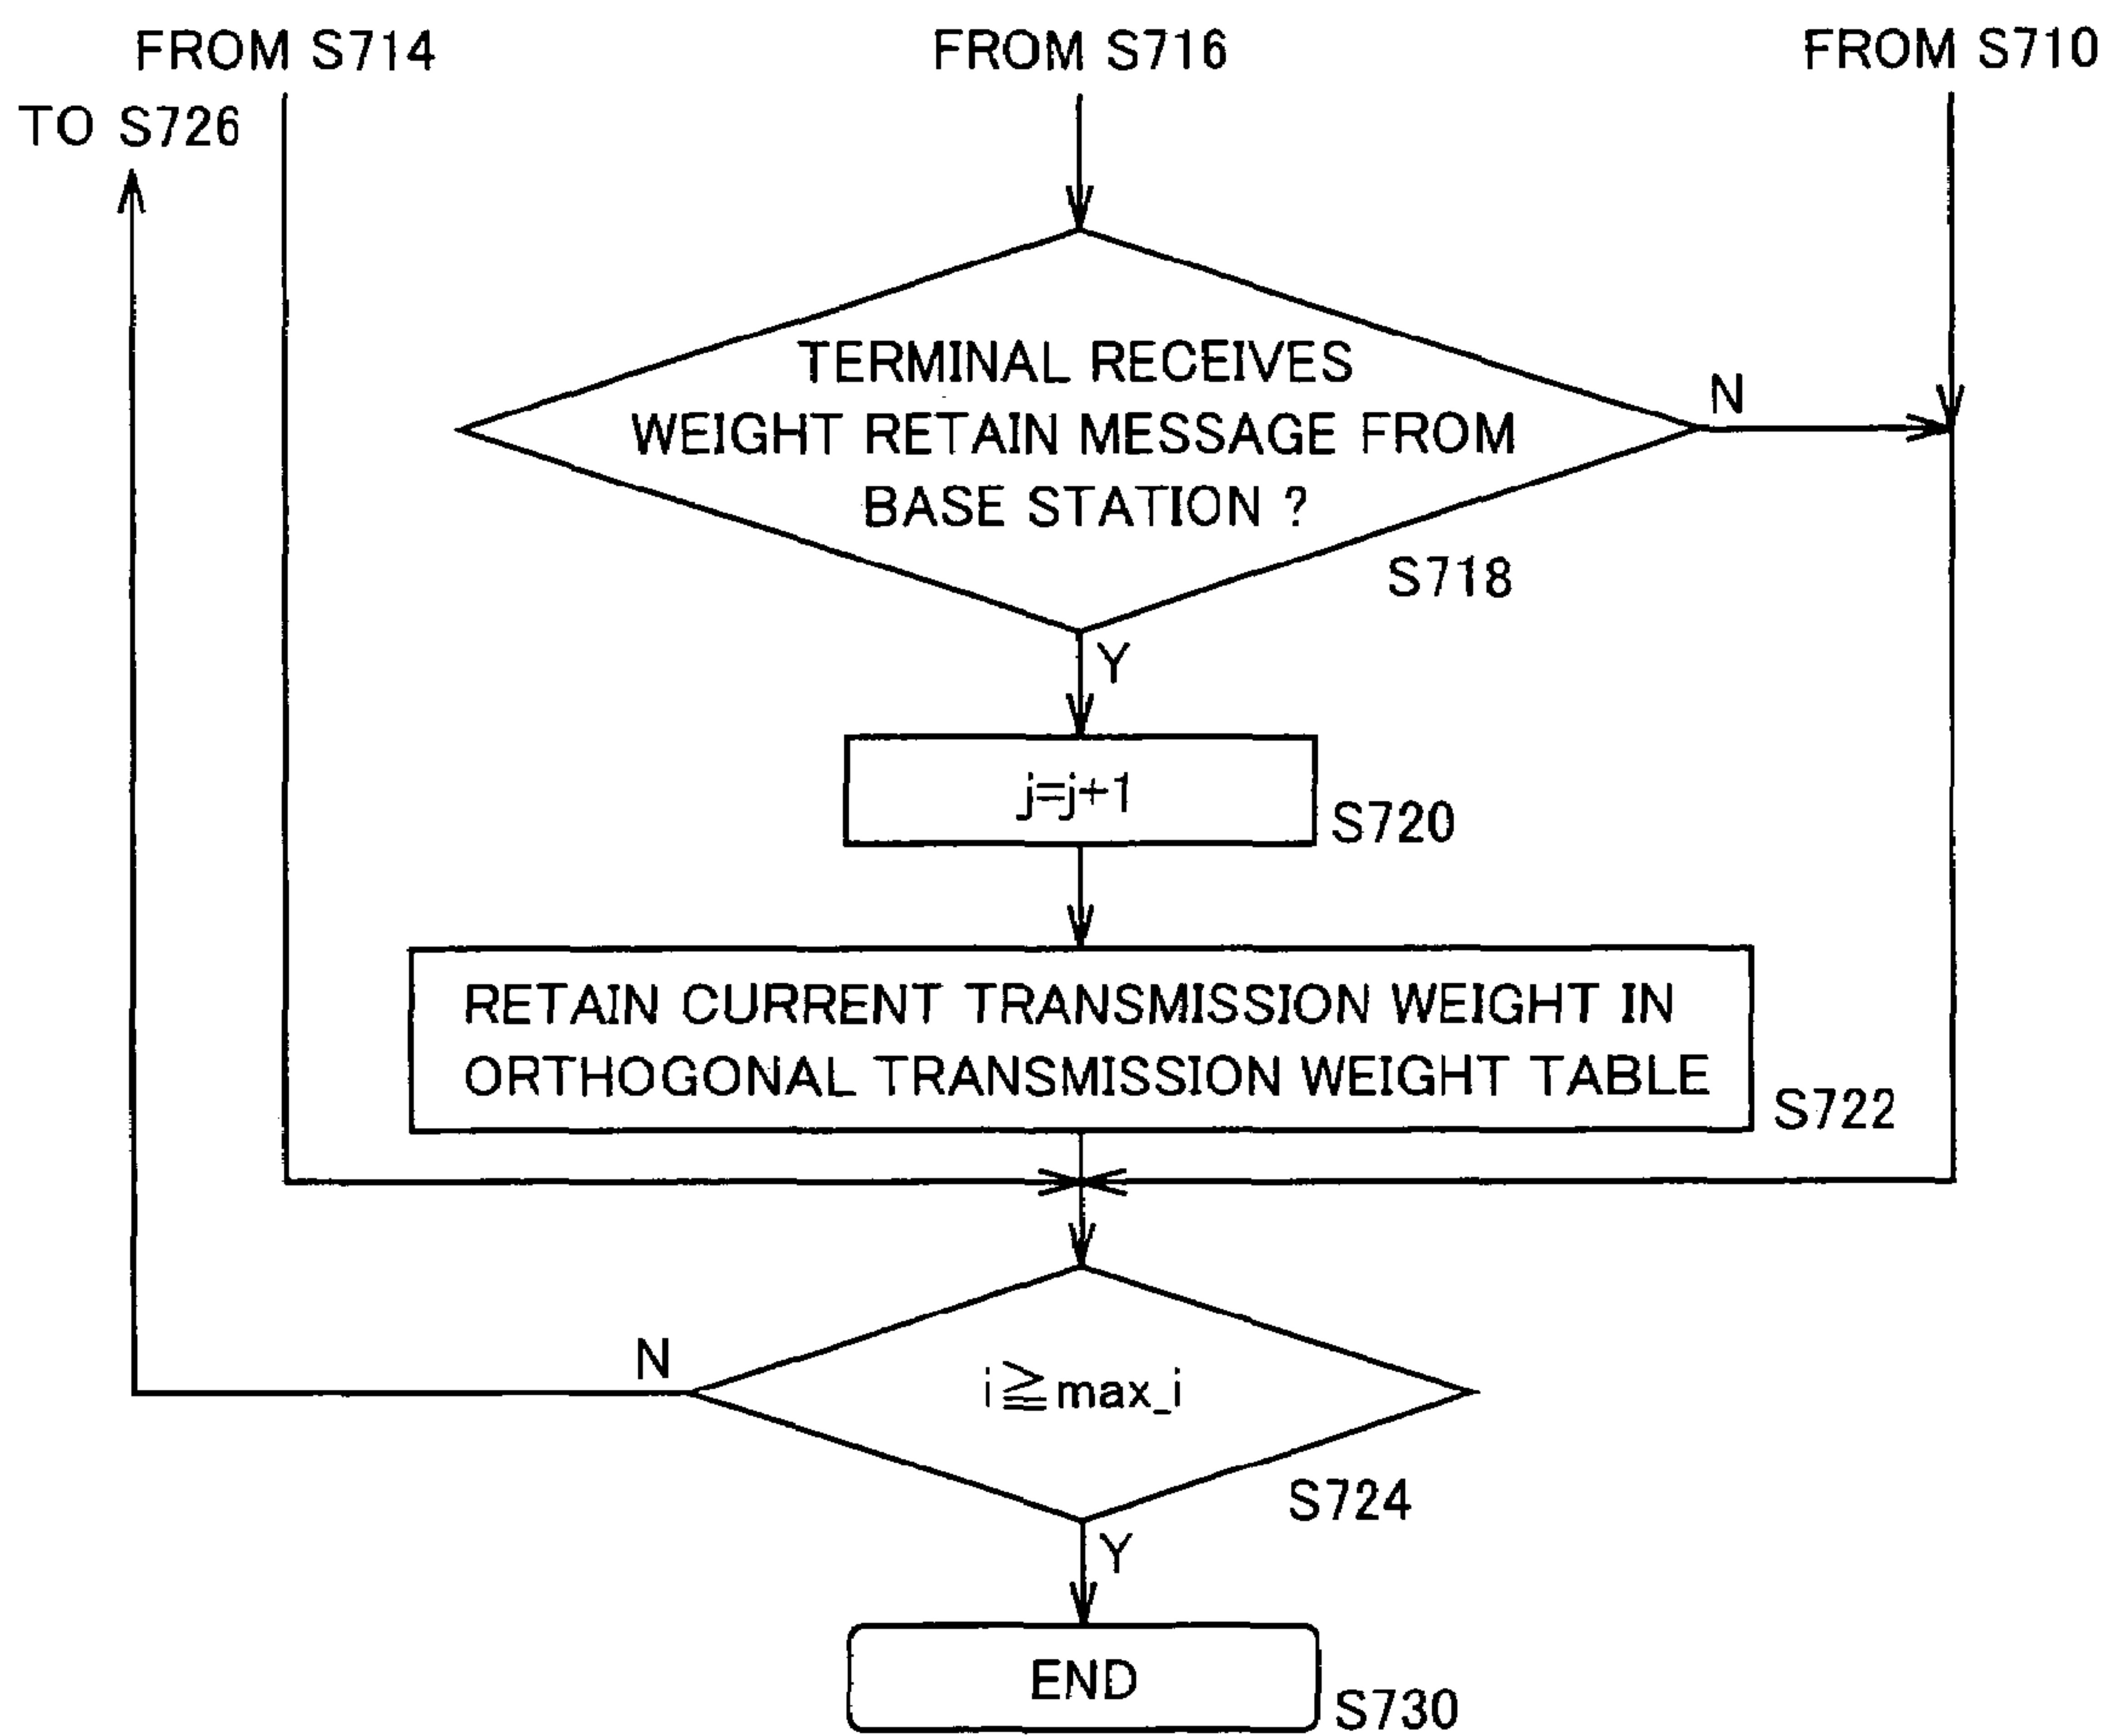 FROM S714
FROM S716
FROM S710
TO S726
TERMINAL RECEIVES
WEIGHT RETAIN MESSAGE FROM
BASE STATION ?
N
S718
Y
j=j+1
S720
RETAIN CURRENT TRANSMISSION WEIGHT IN
ORTHOGONAL TRANSMISSION WEIGHT TABLE
S722
N
i≧max_i
S724
Y
END
S730